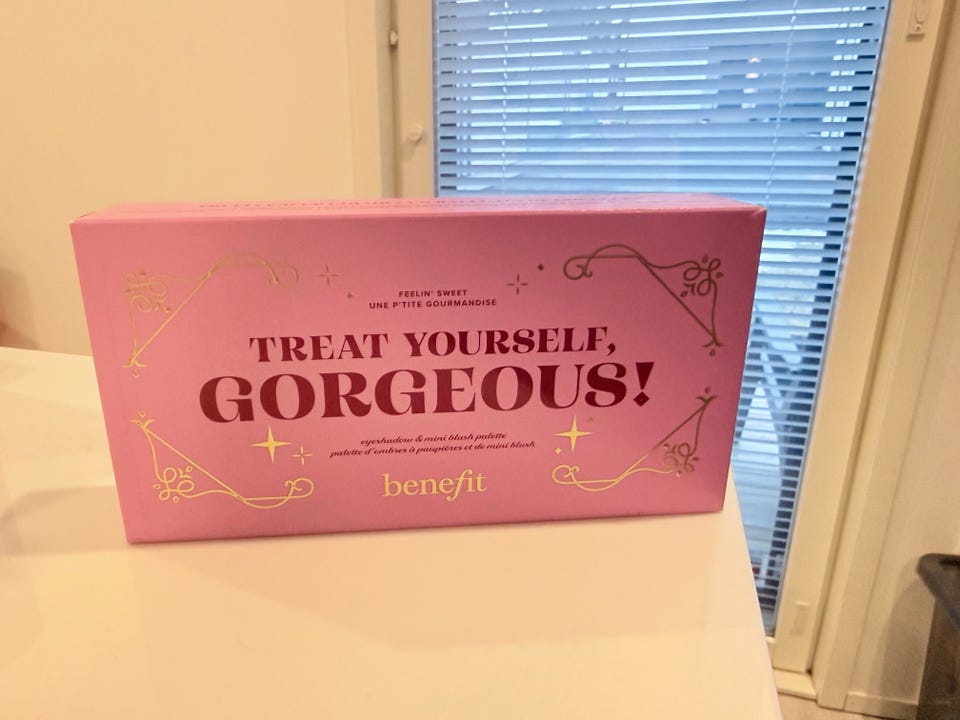 FEELIN' SWEET
UNE P'TITE GOURMANDISE
TREAT YOURSELF,
GORGEOUS!
eyeshadow & mini blush palette
palette d'ombres à paupières et de mini blush
benefit